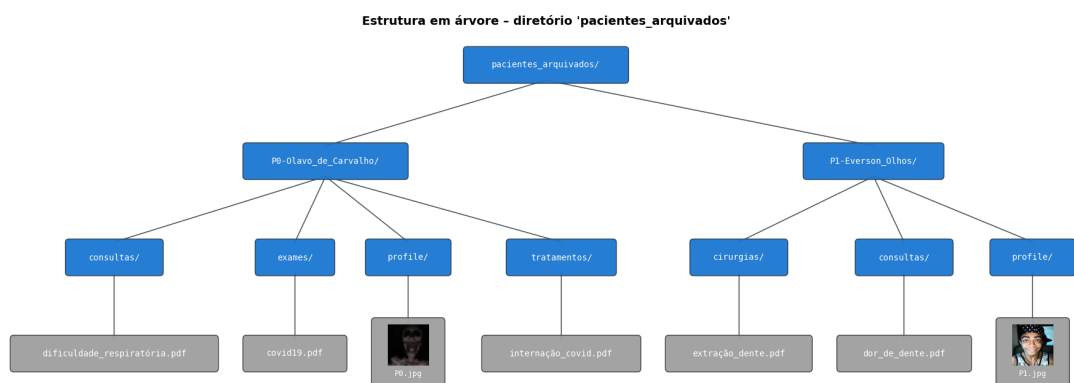 Estrutura em árvore – diretório 'pacientes_arquivados'
pacientes_arquivados/
P0-Olavo_de_Carvalho/
P1-Everson_Olhos/
consultas/
exames/
profile/
tratamentos/
cirurgias/
consultas/
profile/
dificuldade_respiratória.pdf
covid19.pdf
P0.jpg
internação_covid.pdf
extração_dente.pdf
dor_de_dente.pdf
P1.jpg